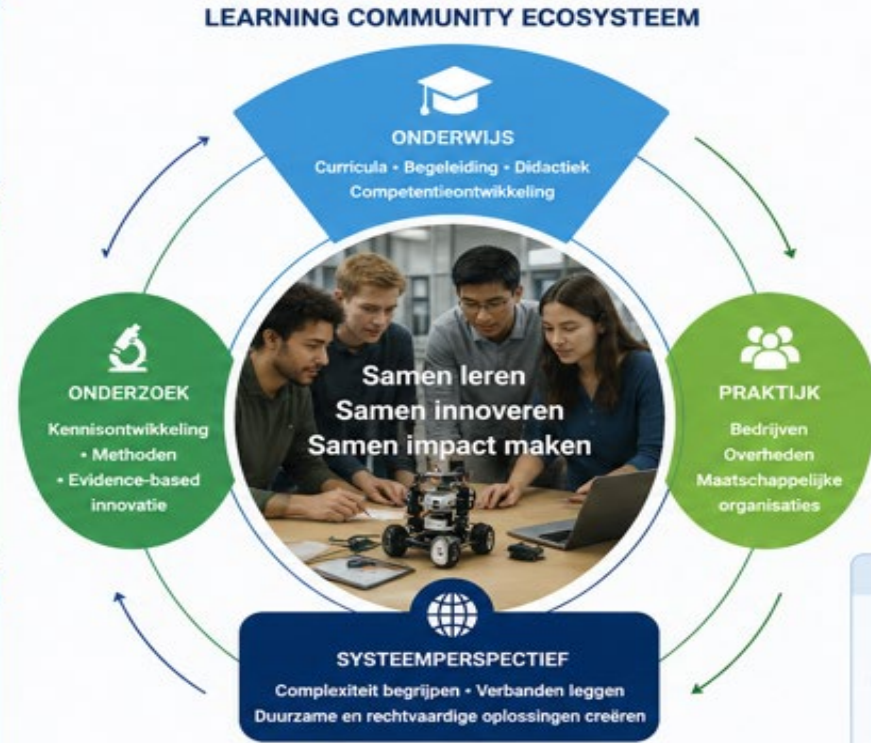 LEARNING COMMUNITY ECOSYSTEEM
ONDERWIJS
Curricula • Begeleiding • Didactiek
Competentieontwikkeling
ONDERZOEK
Kennisontwikkeling
• Methoden
• Evidence-based
innovatie
Samen leren
Samen innoveren
Samen impact maken
PRAKTIJK
Bedrijven
Overheden
Maatschappelijke
organisaties
SYSTEEMPERSPECTIEF
Complexiteit begrijpen • Verbanden leggen
Duurzame en rechtvaardige oplossingen creëren